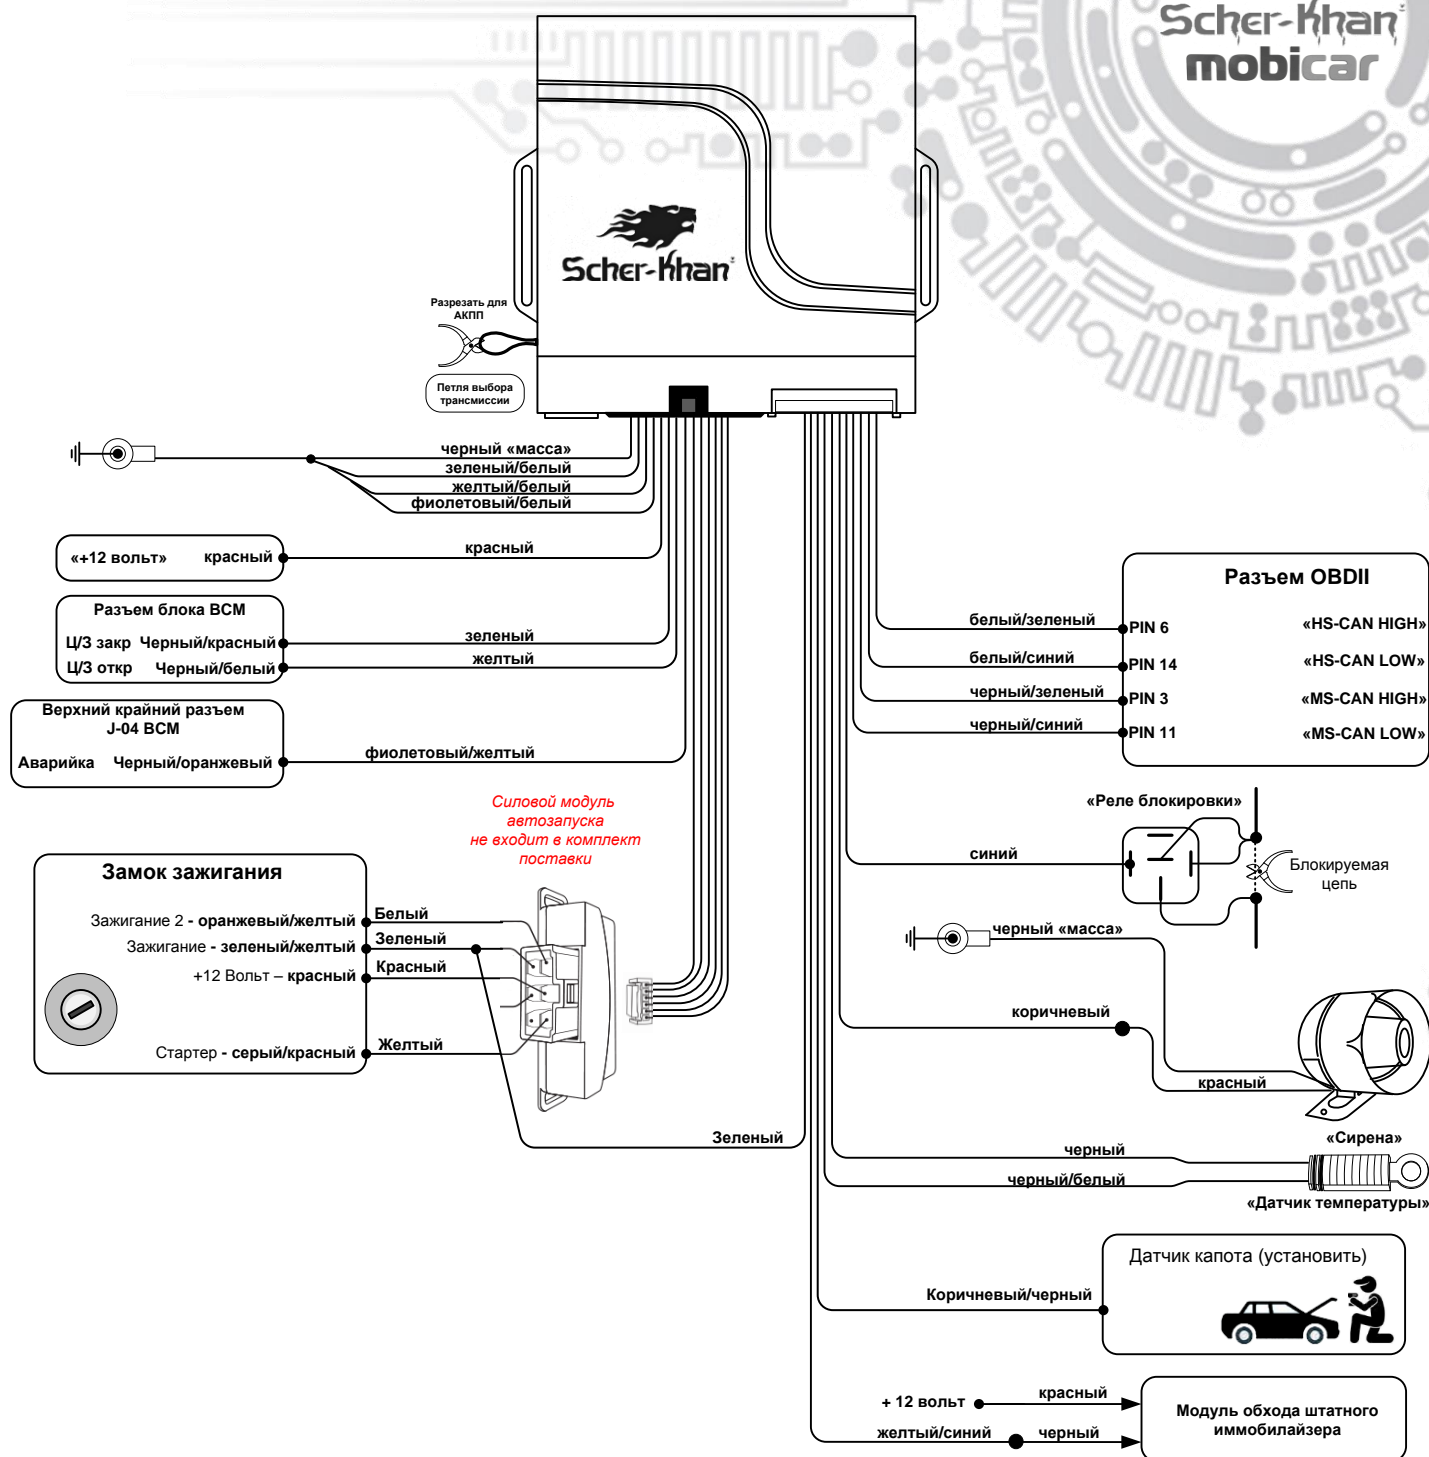 Scher-Khan
mobicar
Scher-Khan
Разрезать для
АКПП
Петля выбора
трансмиссии
черный «масса»
зеленый/белый
желтый/белый
фиолетовый/белый
«+12 вольт» красный
красный
Разъем блока BCM
Ц/З закр Черный/красный
зеленый
Ц/З откр Черный/белый
желтый
Верхний крайний разъем
J-04 BCM
Аварийка Черный/оранжевый
фиолетовый/желтый
Разъем OBDII
белый/зеленый
PIN 6 «HS-CAN HIGH»
белый/синий
PIN 14 «HS-CAN LOW»
черный/зеленый
PIN 3 «MS-CAN HIGH»
черный/синий
PIN 11 «MS-CAN LOW»
Силовой модуль
автозапуска
не входит в комплект
поставки
«Реле блокировки»
синий
Блокируемая
цепь
Замок зажигания
Зажигание 2 - оранжевый/желтый
Белый
Зажигание - зеленый/желтый
Зеленый
+12 Вольт – красный
Красный
Стартер - серый/красный
Желтый
Зеленый
черный «масса»
коричневый
красный
«Сирена»
черный
черный/белый
«Датчик температуры»
Датчик капота (установить)
Коричневый/черный
+ 12 вольт
красный
желтый/синий
черный
Модуль обхода штатного
иммобилайзера